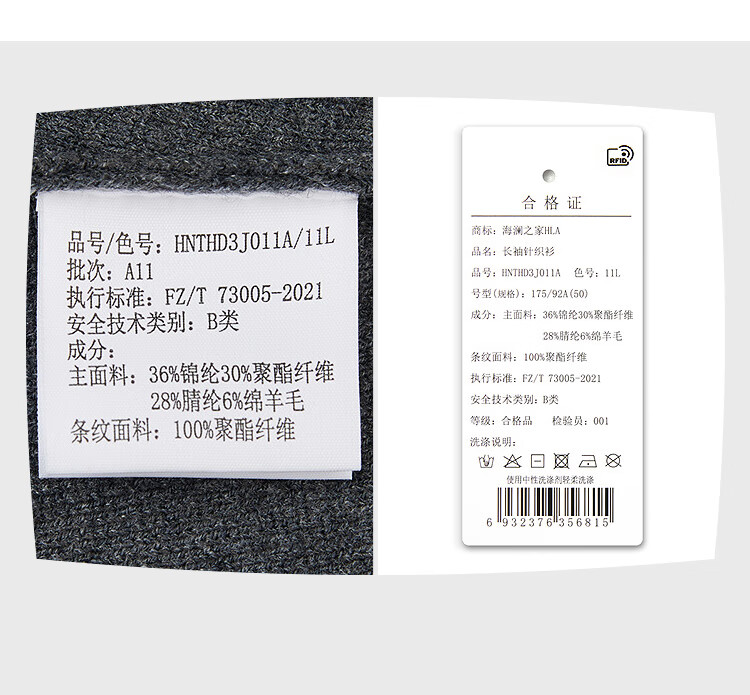 品号/色号: HNTHD3J011A/11L
批次: A11
执行标准: FZ/T 73005-2021
安全技术类别: B类
成分:
主面料: 36%锦纶30%聚酯纤维
28%腈纶6%绵羊毛
条纹面料: 100%聚酯纤维
RFID
合格证
商标: 海澜之家HLA
品名: 长袖针织衫
品号: HNTHD3J011A 色号: 11L
号型(规格): 175/92A(50)
成分: 主面料: 36%锦纶30%聚酯纤维
28%腈纶6%绵羊毛
条纹面料: 100%聚酯纤维
执行标准: FZ/T 73005-2021
安全技术类别: B类
等级: 合格品 检验员: 001
洗涤说明:
使用中性洗涤剂轻柔洗涤
6 932376 356815